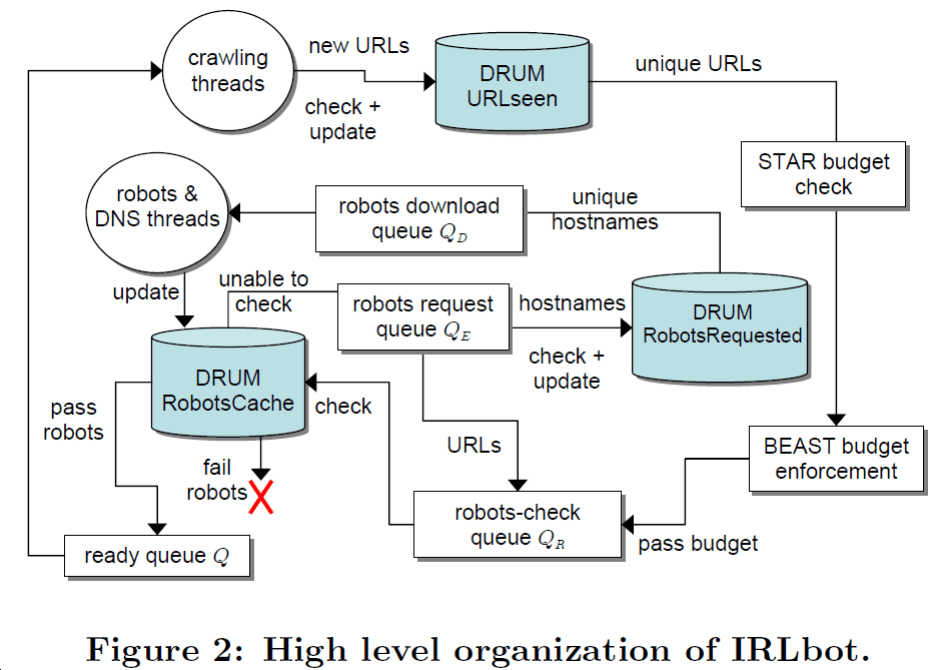 crawling
threads
new URLs
check +
update
DRUM
URLseen
unique URLs
STAR budget
check
robots &
DNS threads
robots download
queue Q_D
unique
hostnames
update
unable to
check
robots request
queue Q_E
hostnames
check +
update
DRUM
RobotsRequested
DRUM
RobotsCache
check
pass
robots
fail
robots
URLs
BEAST budget
enforcement
robots-check
queue Q_R
pass budget
ready queue Q
Figure 2: High level organization of IRLbot.